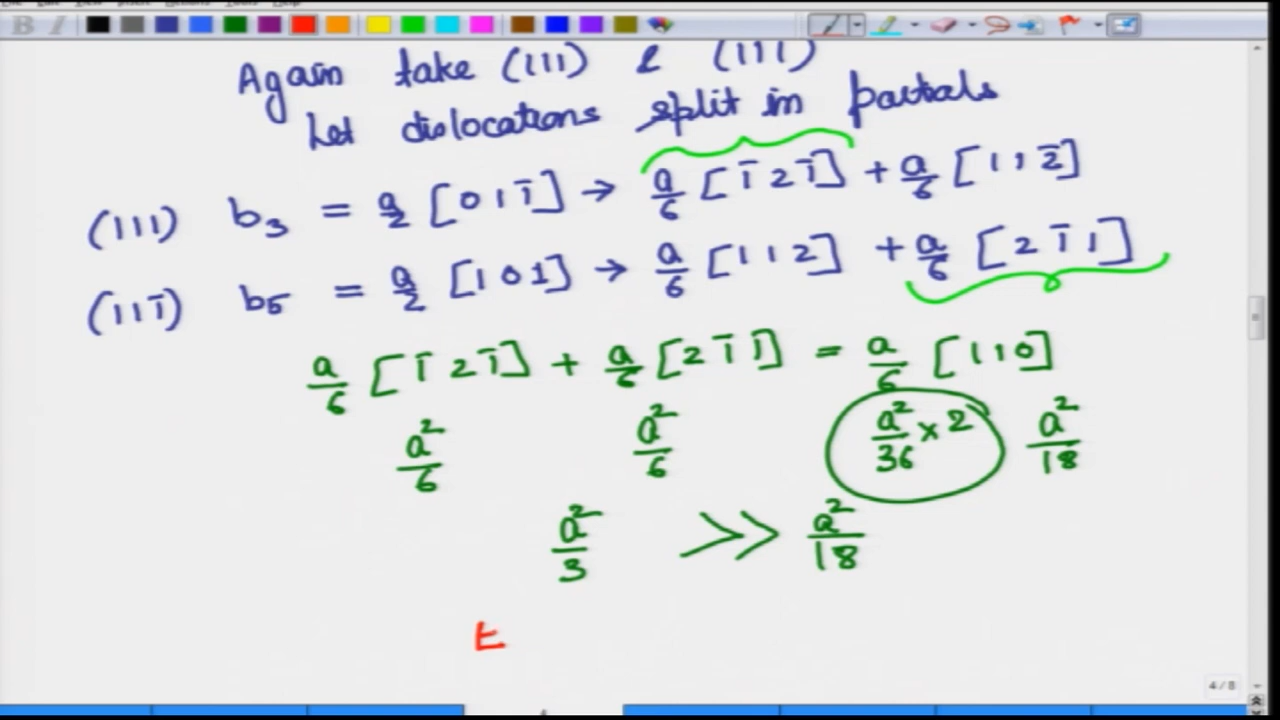 Again take (111) & (111)
Let dislocations split in partials
(111) b₃ = a/2 [0 1 1̄] → a/6 [1̄ 2 1̄] + a/6 [1 1 2̄]
(111̄) b₅ = a/2 [1 0 1] → a/6 [1 1 2] + a/6 [2 1̄ 1]
a/6 [1̄ 2 1̄] + a/6 [2 1̄ 1] = a/6 [1 1 0]
a²/6 a²/6 a²/36 × 2 a²/18
a²/3 >> a²/18
E
4/8